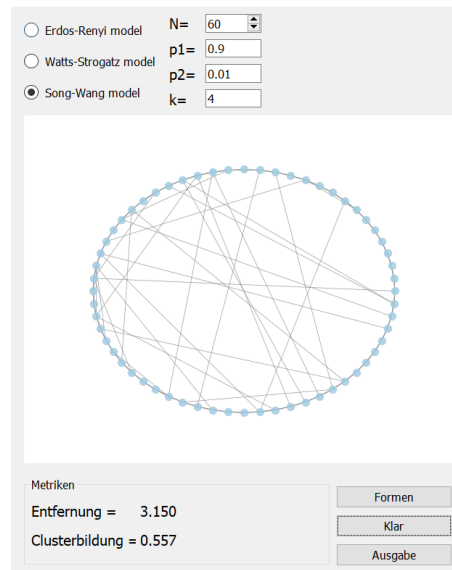 Erdos-Renyi model
Watts-Strogatz model
Song-Wang model
N= 60
p1= 0.9
p2= 0.01
k= 4
Metriken
Entfernung = 3.150
Clusterbildung = 0.557
Formen
Klar
Ausgabe